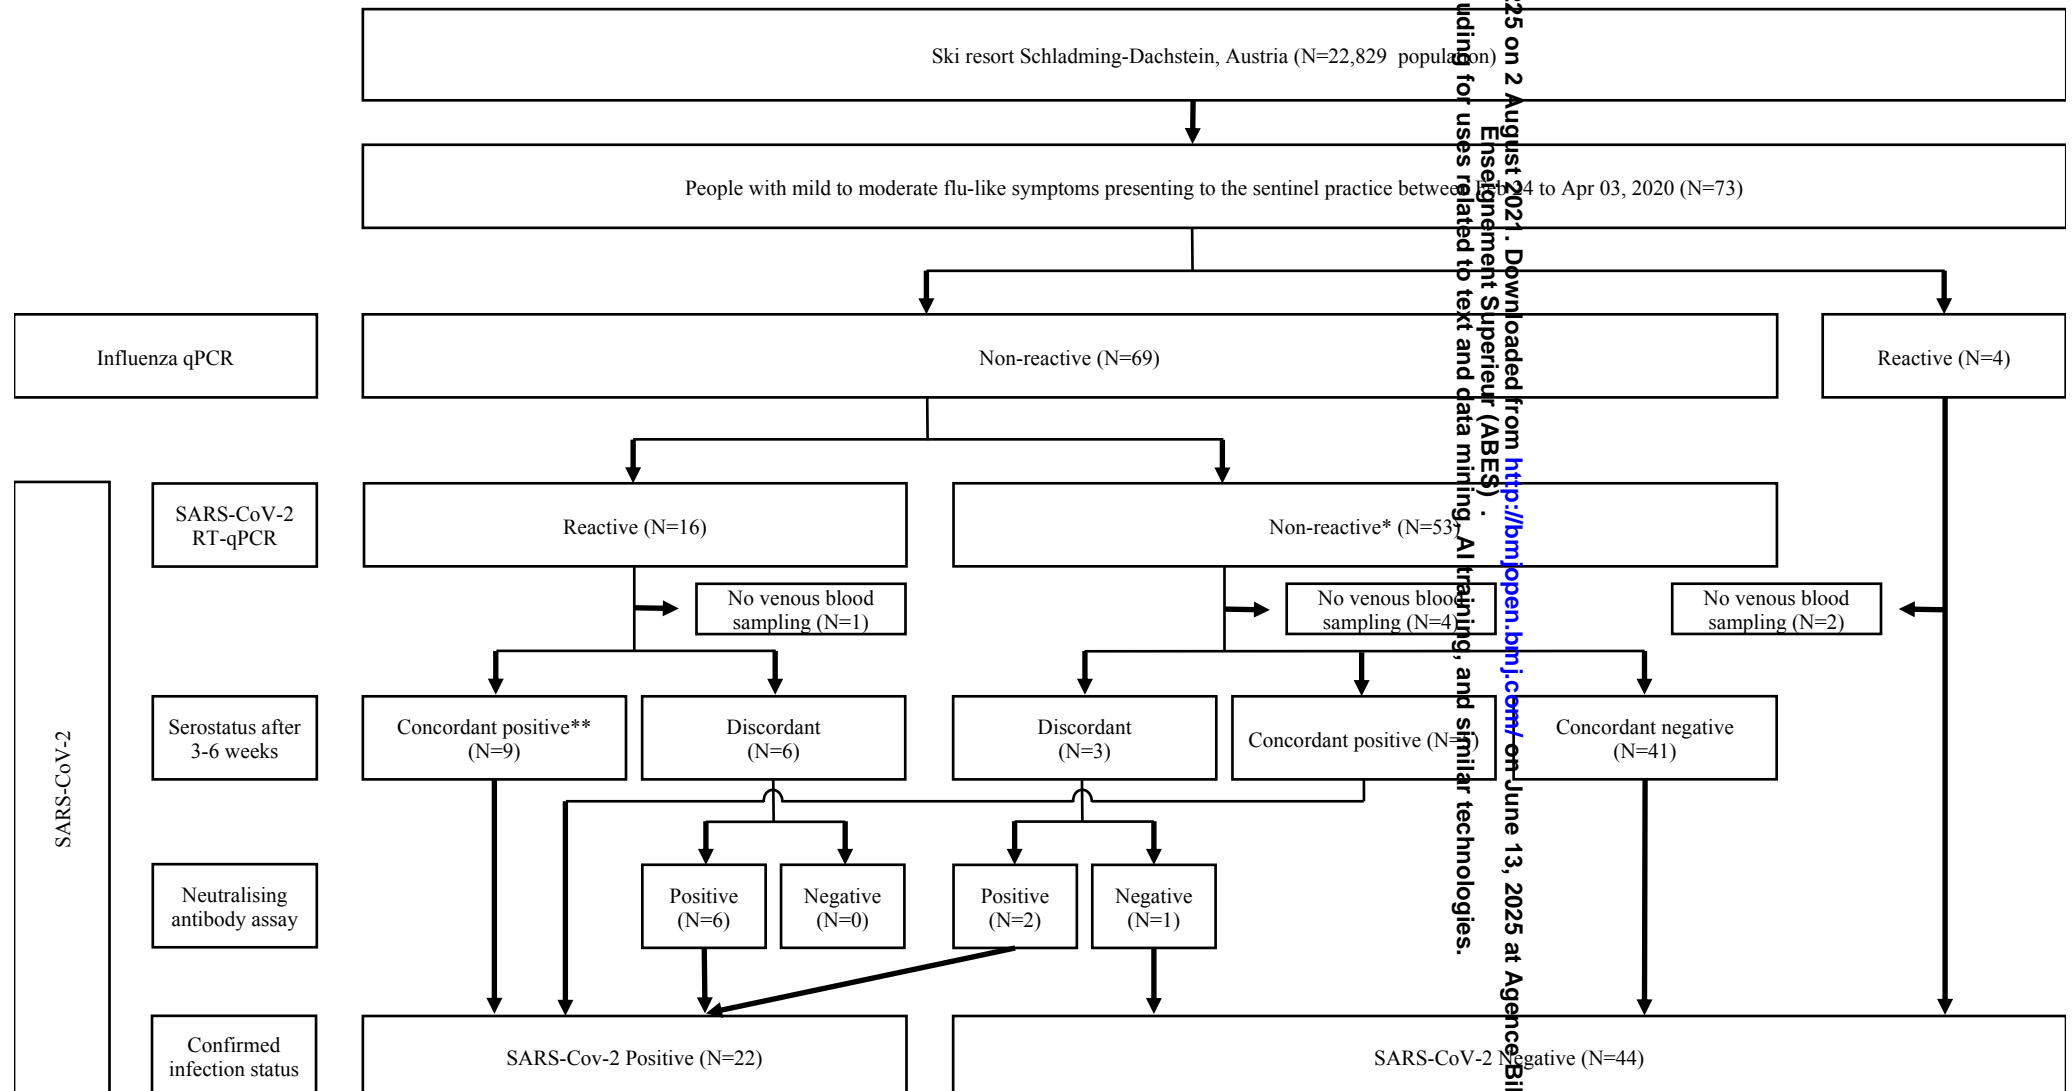 Ski resort Schladming-Dachstein, Austria (N=22,829 population)
People with mild to moderate flu-like symptoms presenting to the sentinel practice between Feb 24 to Apr 03, 2020 (N=73)
Influenza qPCR
Non-reactive (N=69)
Reactive (N=4)
SARS-CoV-2
SARS-CoV-2
RT-qPCR
Reactive (N=16)
Non-reactive* (N=53)
No venous blood
sampling (N=1)
No venous blood
sampling (N=4)
No venous blood
sampling (N=2)
Serostatus after
3-6 weeks
Concordant positive**
(N=9)
Discordant
(N=6)
Discordant
(N=3)
Concordant positive
Concordant negative
(N=41)
Neutralising
antibody assay
Positive
(N=6)
Negative
(N=0)
Positive
(N=2)
Negative
(N=1)
Confirmed
infection status
SARS-Cov-2 Positive (N=22)
SARS-CoV-2 Negative (N=44)
25 on 2 August 2021. Downloaded from http://bmjopen.bmj.com/ on June 13, 2025 at Agence Bi
Enseignement Superieur (ABES) .
uding for uses related to text and data mining, AI training, and similar technologies.